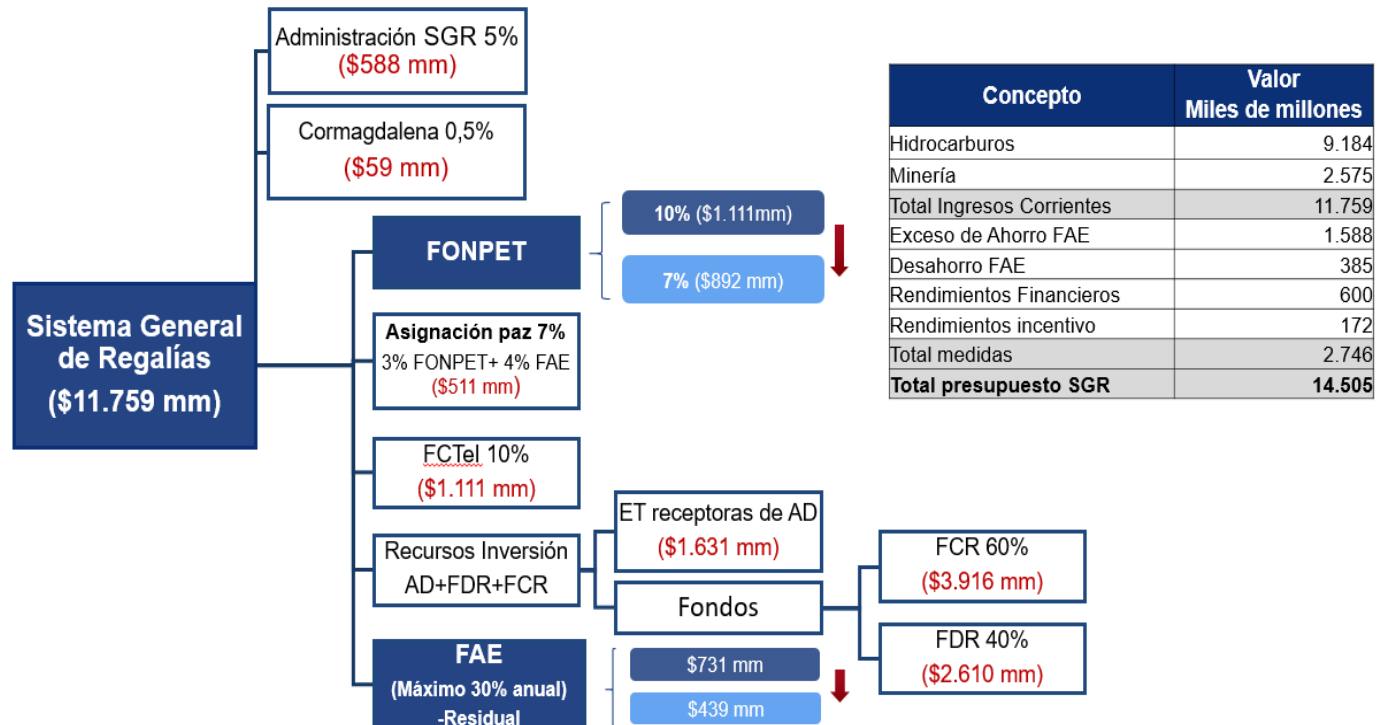 Administración SGR 5%
($588 mm)
Cormagdalena 0,5%
($59 mm)
Sistema General
de Regalías
($11.759 mm)
FONPET
10% ($1.111mm)
7% ($892 mm)
Asignación paz 7%
3% FONPET+ 4% FAE
($511 mm)
FCTeI 10%
($1.111 mm)
Recursos Inversión
AD+FDR+FCR
ET receptoras de AD
($1.631 mm)
Fondos
FCR 60%
($3.916 mm)
FDR 40%
($2.610 mm)
FAE
(Máximo 30% anual)
-Residual
$731 mm
$439 mm
Concepto Valor
Miles de millones
Hidrocarburos 9.184
Minería 2.575
Total Ingresos Corrientes 11.759
Exceso de Ahorro FAE 1.588
Desahorro FAE 385
Rendimientos Financieros 600
Rendimientos incentivo 172
Total medidas 2.746
Total presupuesto SGR 14.505